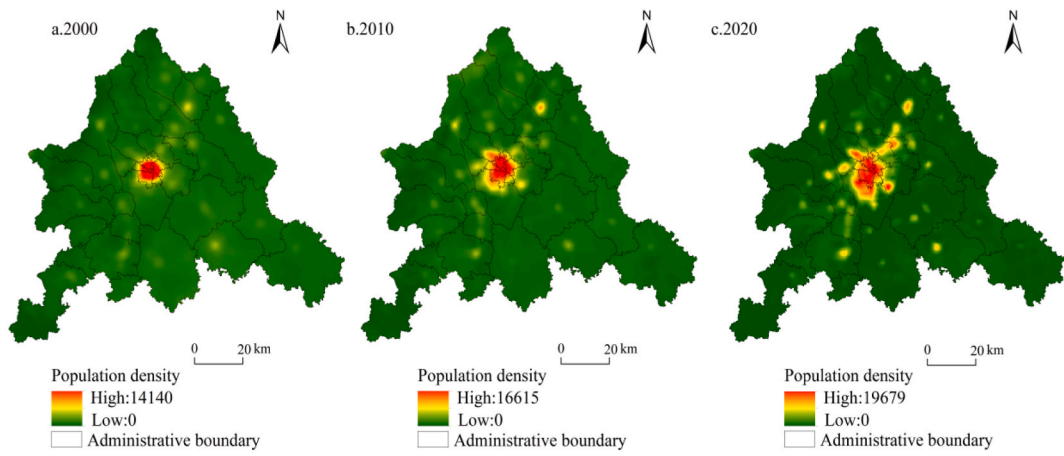 a.2000
N
0 20 km
Population density
High:14140
Low:0
Administrative boundary
b.2010
N
0 20 km
Population density
High:16615
Low:0
Administrative boundary
c.2020
N
0 20 km
Population density
High:19679
Low:0
Administrative boundary